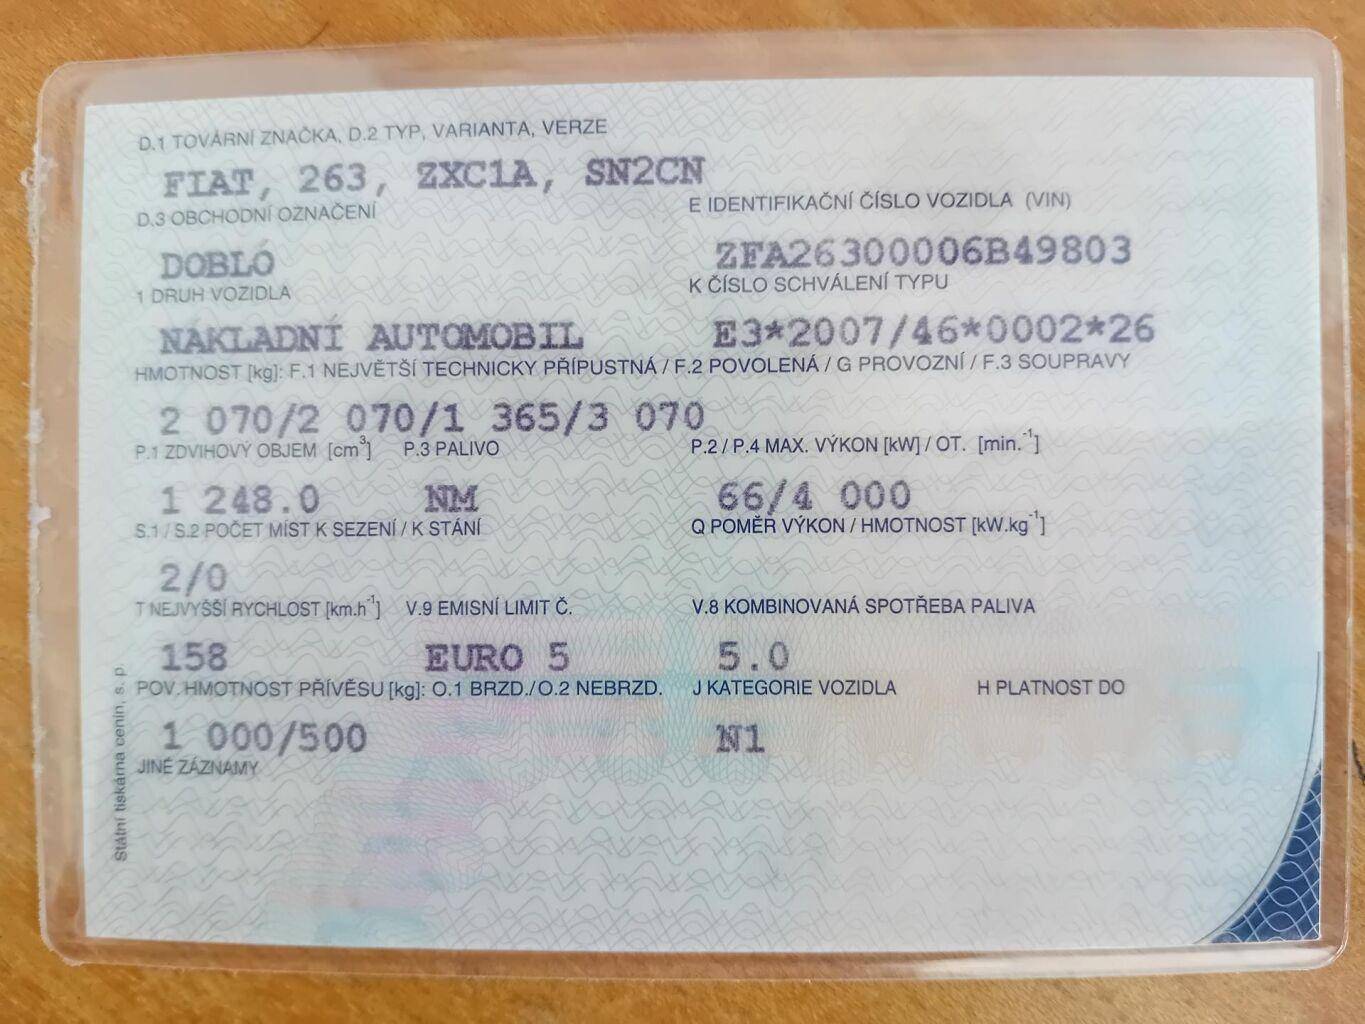 D.1 TOVÁRNÍ ZNAČKA, D.2 TYP, VARIANTA, VERZE
FIAT, 263, ZXC1A, SN2CN
D.3 OBCHODNÍ OZNAČENÍ
E IDENTIFIKAČNÍ ČÍSLO VOZIDLA (VIN)
DOBLÓ
ZFA26300006B49803
1 DRUH VOZIDLA
K ČÍSLO SCHVÁLENÍ TYPU
NÁKLADNÍ AUTOMOBIL
E3*2007/46*0002*26
HMOTNOST [kg]: F.1 NEJVĚTŠÍ TECHNICKY PŘÍPUSTNÁ / F.2 POVOLENÁ / G PROVOZNÍ / F.3 SOUPRAVY
2 070/2 070/1 365/3 070
P.1 ZDVIHOVÝ OBJEM [cm³] P.3 PALIVO
P.2 / P.4 MAX. VÝKON [kW] / OT. [min.⁻¹]
1 248.0 NM
66/4 000
S.1 / S.2 POČET MÍST K SEZENÍ / K STÁNÍ
Q POMĚR VÝKON / HMOTNOST [kW.kg⁻¹]
2/0
T NEJVYŠŠÍ RYCHLOST [km.h⁻¹] V.9 EMISNÍ LIMIT Č.
V.8 KOMBINOVANÁ SPOTŘEBA PALIVA
158 EURO 5
5.0
POV. HMOTNOST PŘÍVĚSU [kg]: O.1 BRZD./O.2 NEBRZD.
J KATEGORIE VOZIDLA H PLATNOST DO
1 000/500
N1
JINÉ ZÁZNAMY
Státní tiskárna cenin, s. p.